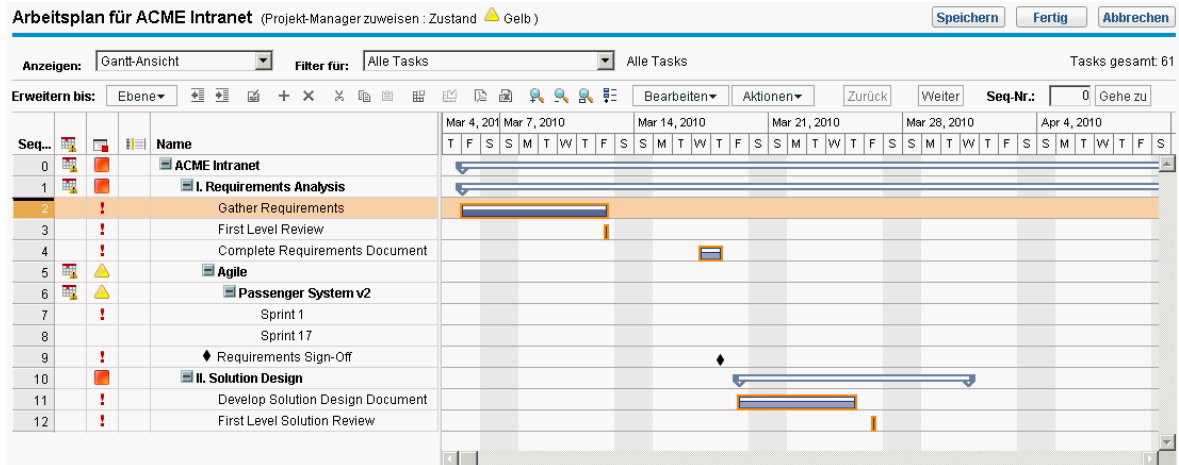 Arbeitsplan für ACME Intranet (Projekt-Manager zuweisen : Zustand Gelb )
Speichern Fertig Abbrechen
Anzeigen: Gantt-Ansicht Filter für: Alle Tasks Alle Tasks Tasks gesamt: 61
Erweitern bis: Ebene Bearbeiten Aktionen Zurück Weiter Seq-Nr.: 0 Gehe zu
Mar 4, 201 Mar 7, 2010 Mar 14, 2010 Mar 21, 2010 Mar 28, 2010 Apr 4, 2010
Seq... Name T F S S M T W T F S S M T W T F S S M T W T F S S M T W T F S S M T W T F S
0 ACME Intranet
1 I. Requirements Analysis
2 Gather Requirements
3 First Level Review
4 Complete Requirements Document
5 Agile
6 Passenger System v2
7 Sprint 1
8 Sprint 17
9 Requirements Sign-Off
10 II. Solution Design
11 Develop Solution Design Document
12 First Level Solution Review